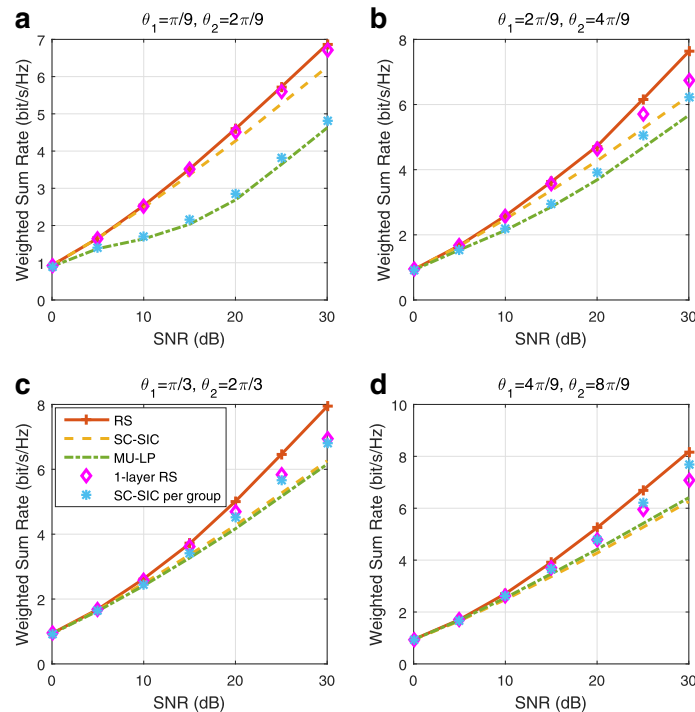 a
θ1=π/9, θ2=2π/9
7
6
5
4
3
2
1
0
0 10 20 30
SNR (dB)
Weighted Sum Rate (bit/s/Hz)
b
θ1=2π/9, θ2=4π/9
8
6
4
2
0
0 10 20 30
SNR (dB)
Weighted Sum Rate (bit/s/Hz)
c
θ1=π/3, θ2=2π/3
8
6
4
2
0
0 10 20 30
SNR (dB)
Weighted Sum Rate (bit/s/Hz)
RS
SC-SIC
MU-LP
1-layer RS
SC-SIC per group
d
θ1=4π/9, θ2=8π/9
10
8
6
4
2
0
0 10 20 30
SNR (dB)
Weighted Sum Rate (bit/s/Hz)